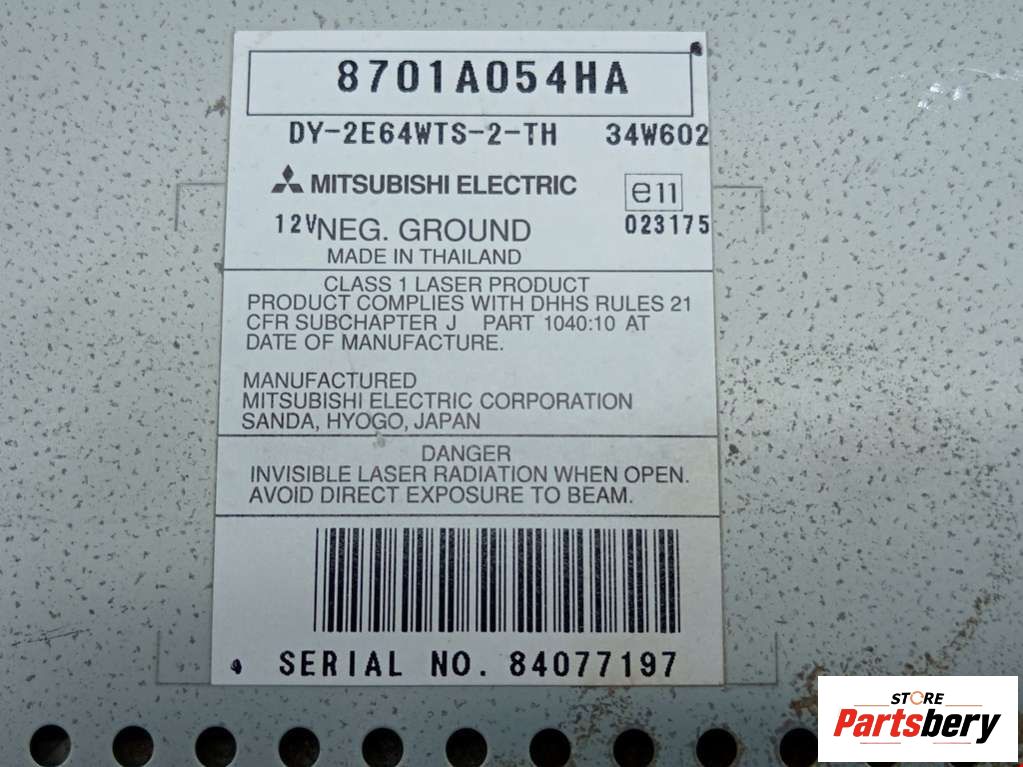 8701A054HA
DY-2E64WTS-2-TH 34W602
MITSUBISHI ELECTRIC e11
12V NEG. GROUND 023175
MADE IN THAILAND
CLASS 1 LASER PRODUCT
PRODUCT COMPLIES WITH DHHS RULES 21
CFR SUBCHAPTER J PART 1040:10 AT
DATE OF MANUFACTURE.
MANUFACTURED
MITSUBISHI ELECTRIC CORPORATION
SANDA, HYOGO, JAPAN
DANGER
INVISIBLE LASER RADIATION WHEN OPEN.
AVOID DIRECT EXPOSURE TO BEAM.
SERIAL NO. 84077197
STORE
Partsbery